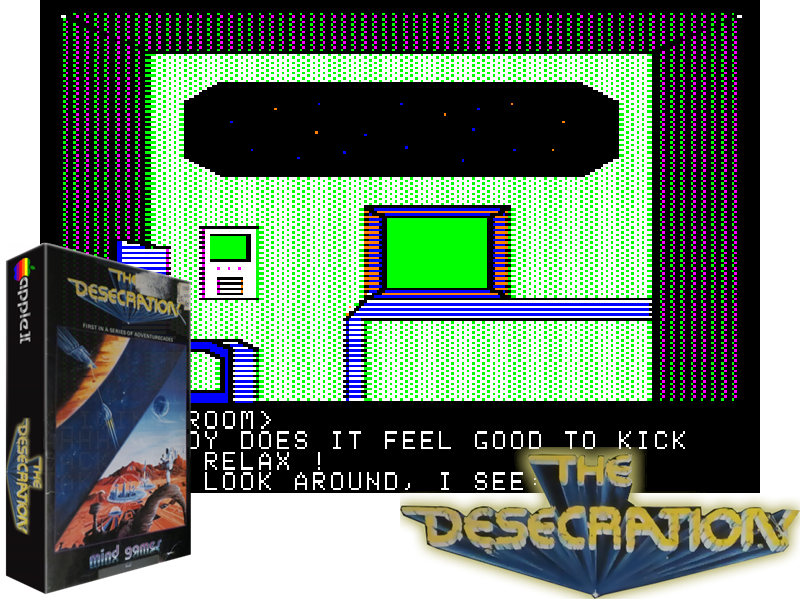 ROOM>
DY DOES IT FEEL GOOD TO KICK
RELAX !
LOOK AROUND, I SEE:
THE
DESECRATION
FIRST IN A SERIES OF ADVENTURECADES
mind games
apple II
THE
DESECRATION
THE
DESECRATION